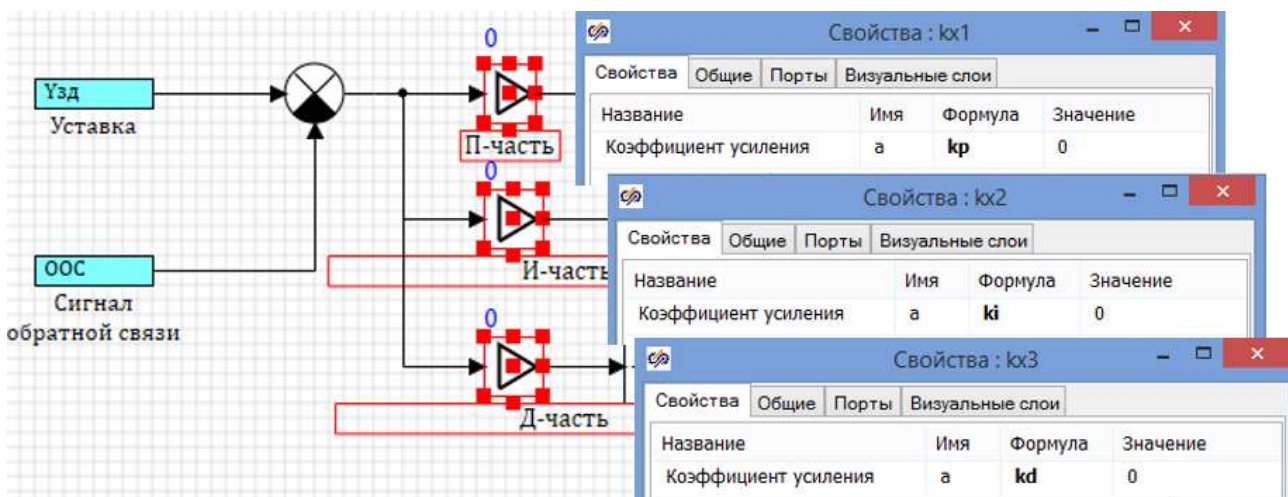 0
Yзд
Уставка
П-часть
0
И-часть
ООС
Сигнал
обратной связи
0
Д-часть
Свойства : kx1
Свойства Общие Порты Визуальные слои
Название Имя Формула Значение
Коэффициент усиления a kp 0
Свойства : kx2
Свойства Общие Порты Визуальные слои
Название Имя Формула Значение
Коэффициент усиления a ki 0
Свойства : kx3
Свойства Общие Порты Визуальные слои
Название Имя Формула Значение
Коэффициент усиления a kd 0